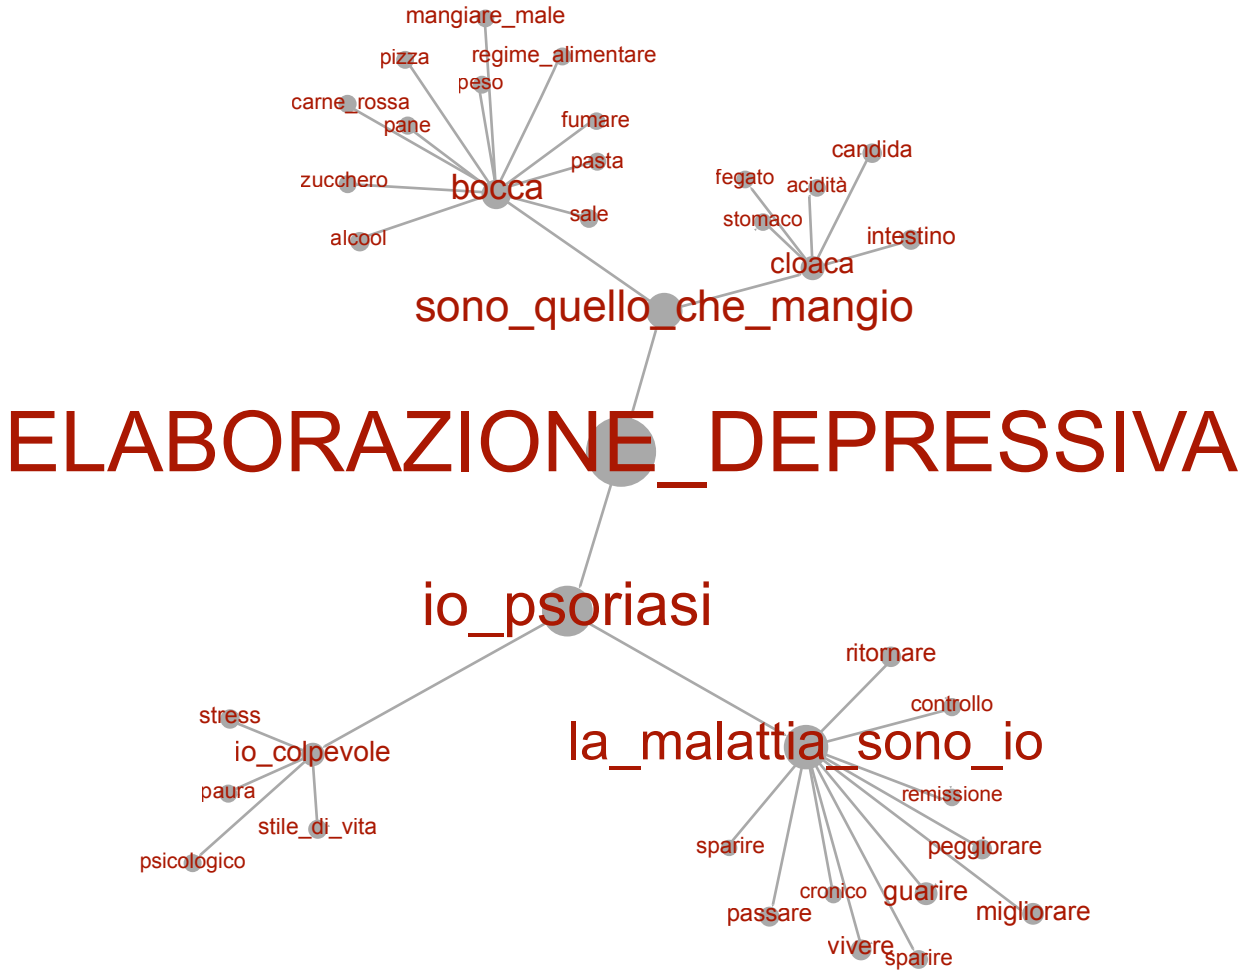 mangiare_male
pizza
regime_alimentare
peso
carne_rossa
pane
fumare
pasta
zucchero
bocca
sale
alcool
candida
fegato
acidità
stomaco
intestino
cloaca
sono_quello_che_mangio
ELABORAZIONE_DEPRESSIVA
io_psoriasi
ritornare
controllo
stress
io_colpevole
la_malattia_sono_io
paura
remissione
stile_di_vita
psicologico
sparire
peggiorare
cronico
guarire
passare
migliorare
vivere
sparire